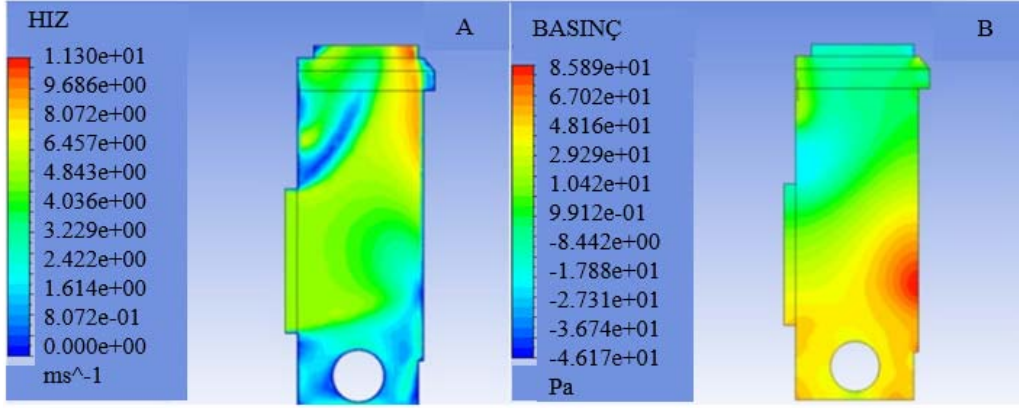 HIZ
A
1.130e+01
9.686e+00
8.072e+00
6.457e+00
4.843e+00
4.036e+00
3.229e+00
2.422e+00
1.614e+00
8.072e-01
0.000e+00
ms^-1
BASINÇ
B
8.589e+01
6.702e+01
4.816e+01
2.929e+01
1.042e+01
9.912e-01
-8.442e+00
-1.788e+01
-2.731e+01
-3.674e+01
-4.617e+01
Pa